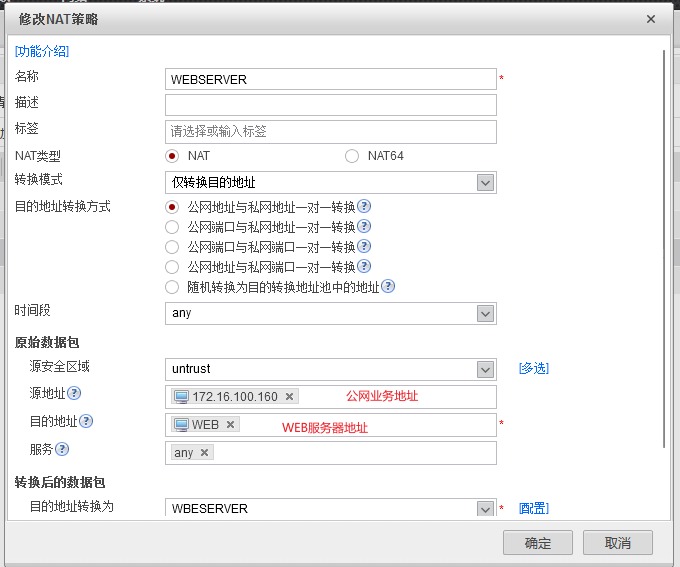 修改NAT策略
[功能介绍]
名称 WEBSERVER *
描述
标签 请选择或输入标签
NAT类型 NAT NAT64
转换模式 仅转换目的地址
目的地址转换方式 公网地址与私网地址一对一转换 ?
公网端口与私网端口一对一转换 ?
公网端口与私网端口一对一转换 ?
公网地址与私网端口一对一转换 ?
随机转换为目的转换地址池中的地址 ?
时间段 any
原始数据包
源安全区域 untrust [多选]
源地址 ? 172.16.100.160 公网业务地址
目的地址 ? WEB WEB服务器地址 *
服务 ? any
转换后的数据包
目的地址转换为 WBESERVER * [配置]
确定 取消